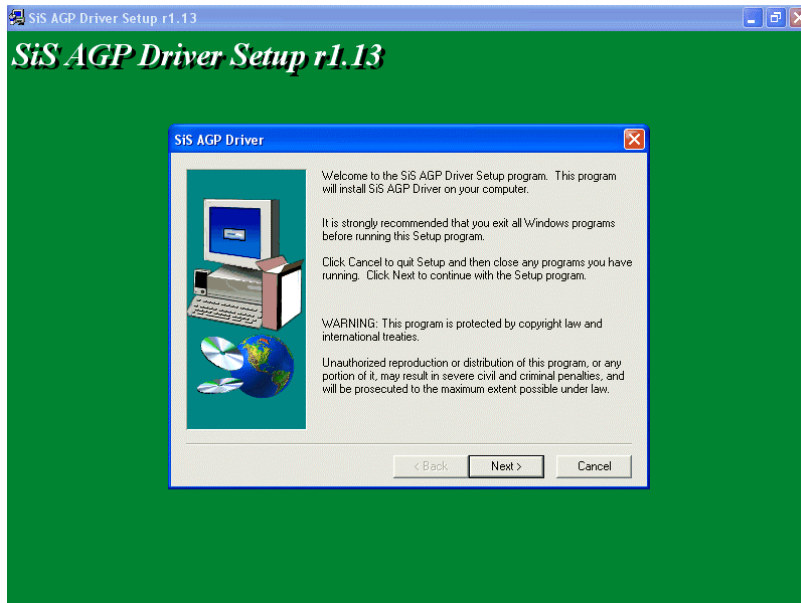 SiS AGP Driver Setup r1.13
SiS AGP Driver Setup r1.13
SiS AGP Driver
Welcome to the SiS AGP Driver Setup program. This program
will install SiS AGP Driver on your computer.
It is strongly recommended that you exit all Windows programs
before running this Setup program.
Click Cancel to quit Setup and then close any programs you have
running. Click Next to continue with the Setup program.
WARNING: This program is protected by copyright law and
international treaties.
Unauthorized reproduction or distribution of this program, or any
portion of it, may result in severe civil and criminal penalties, and
will be prosecuted to the maximum extent possible under law.
< Back Next > Cancel